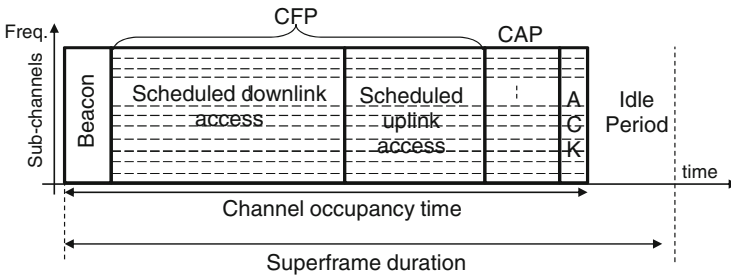 Freq.
CFP
CAP
Sub-channels
Beacon
Scheduled downlink
access
Scheduled
uplink
access
A
C
K
Idle
Period
time
Channel occupancy time
Superframe duration